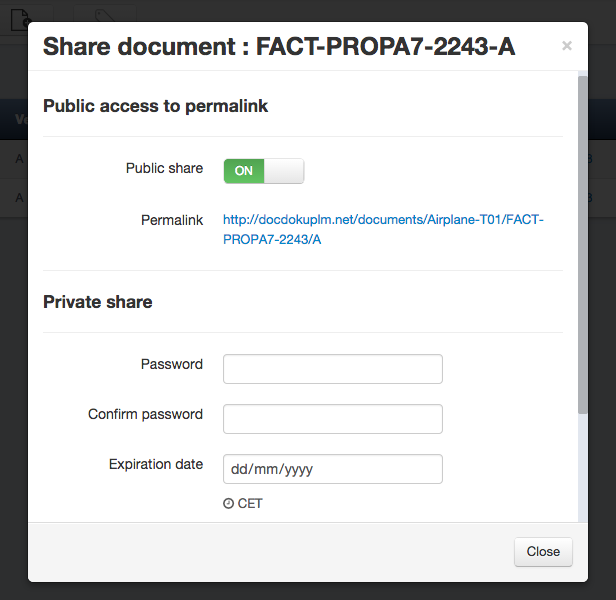 Share document : FACT-PROPA7-2243-A
×
Public access to permalink
Public share
ON
Permalink
http://docdokuplm.net/documents/Airplane-T01/FACT-
PROPA7-2243/A
Private share
Password
Confirm password
Expiration date
dd/mm/yyyy
CET
Close
A
A